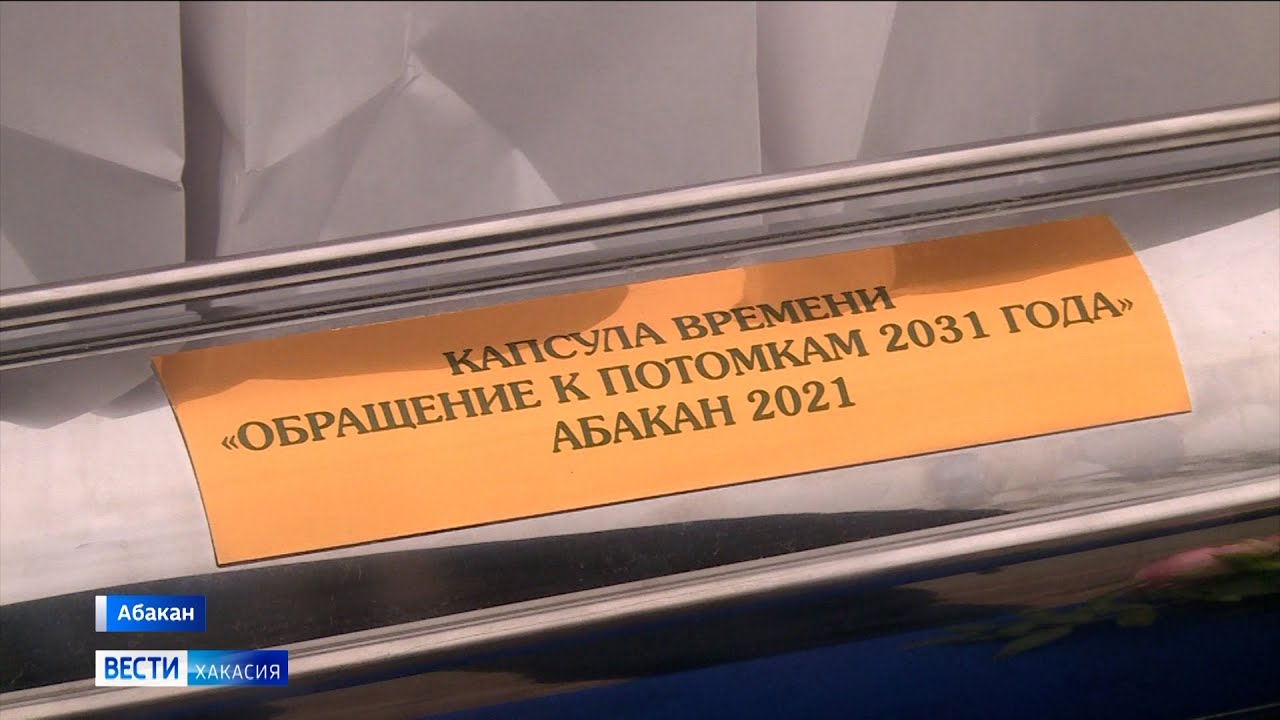 КАПСУЛА ВРЕМЕНИ
«ОБРАЩЕНИЕ К ПОТОМКАМ 2031 ГОДА»
АБАКАН 2021
Абакан
ВЕСТИ ХАКАСИЯ